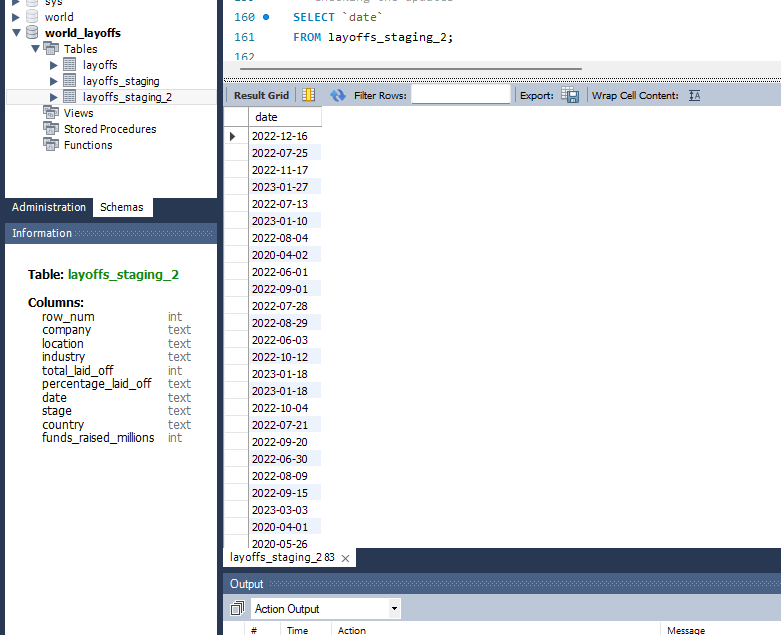 sys
world
world_layoffs
Tables
layoffs
layoffs_staging
layoffs_staging_2
Views
Stored Procedures
Functions
Administration Schemas
Information
Table: layoffs_staging_2
Columns:
row_num int
company text
location text
industry text
total_laid_off int
percentage_laid_off text
date text
stage text
country text
funds_raised_millions int
160 SELECT `date`
161 FROM layoffs_staging_2;
162
Result Grid Filter Rows: Export: Wrap Cell Content:
date
2022-12-16
2022-07-25
2022-11-17
2023-01-27
2022-07-13
2023-01-10
2022-08-04
2020-04-02
2022-06-01
2022-09-01
2022-07-28
2022-08-29
2022-06-03
2022-10-12
2023-01-18
2023-01-18
2022-10-04
2022-07-21
2022-09-20
2022-06-30
2022-08-09
2022-09-15
2023-03-03
2020-04-01
2020-05-26
layoffs_staging_2 83
Output
Action Output
# Time Action Message